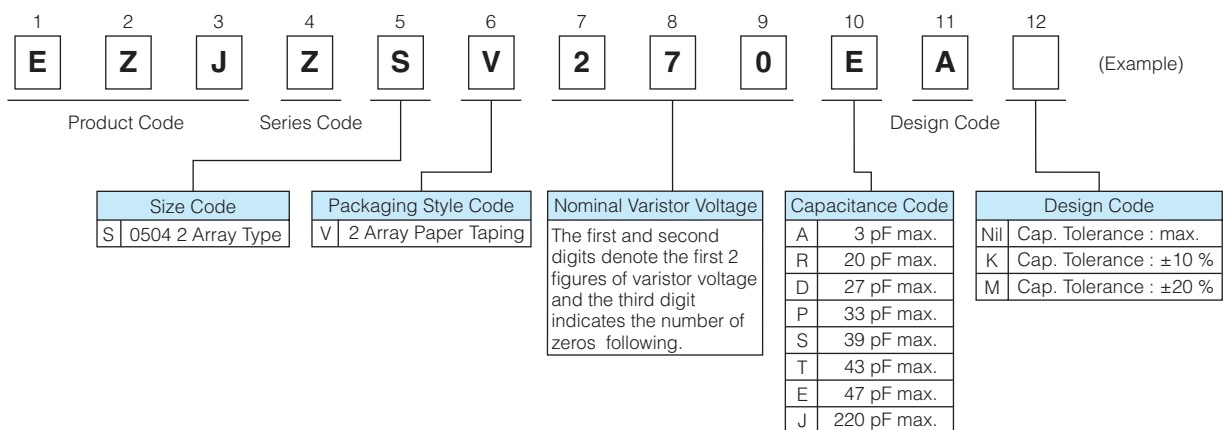 1 2 3 4 5 6 7 8 9 10 11 12
E Z J Z S V 2 7 0 E A (Example)
Product Code Series Code Design Code
Size Code
S 0504 2 Array Type
Packaging Style Code
V 2 Array Paper Taping
Nominal Varistor Voltage
The first and second
digits denote the first 2
figures of varistor voltage
and the third digit
indicates the number of
zeros following.
Capacitance Code
A 3 pF max.
R 20 pF max.
D 27 pF max.
P 33 pF max.
S 39 pF max.
T 43 pF max.
E 47 pF max.
J 220 pF max.
Design Code
Nil Cap. Tolerance : max.
K Cap. Tolerance : ±10 %
M Cap. Tolerance : ±20 %